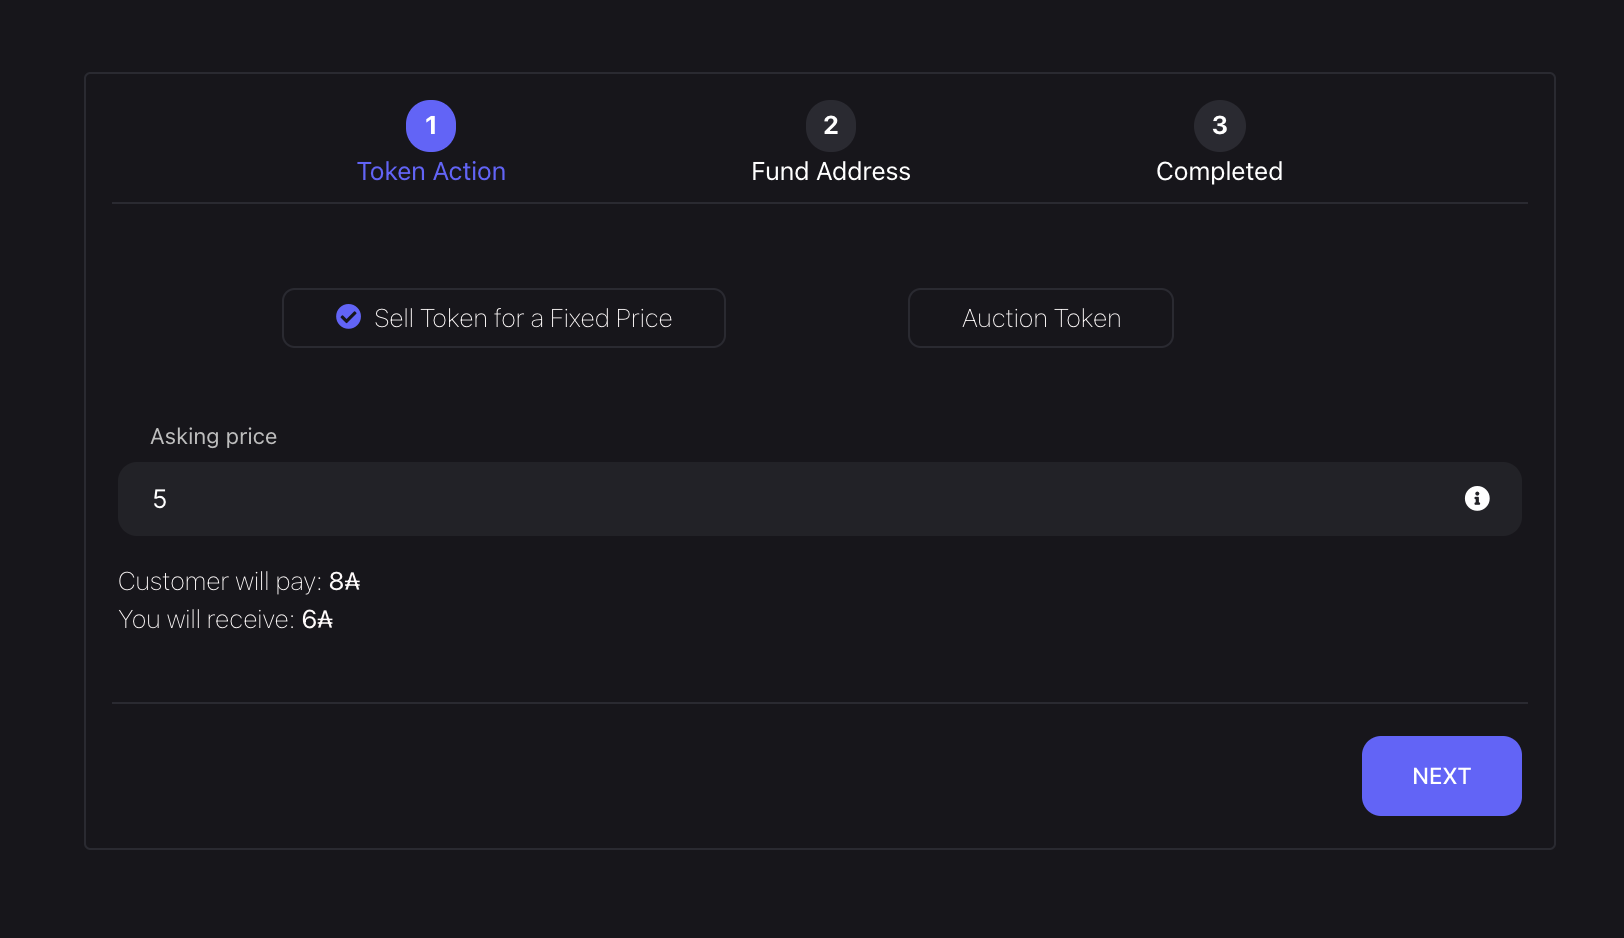 1
Token Action
2
Fund Address
3
Completed
Sell Token for a Fixed Price
Auction Token
Asking price
5
Customer will pay: 8₳
You will receive: 6₳
NEXT